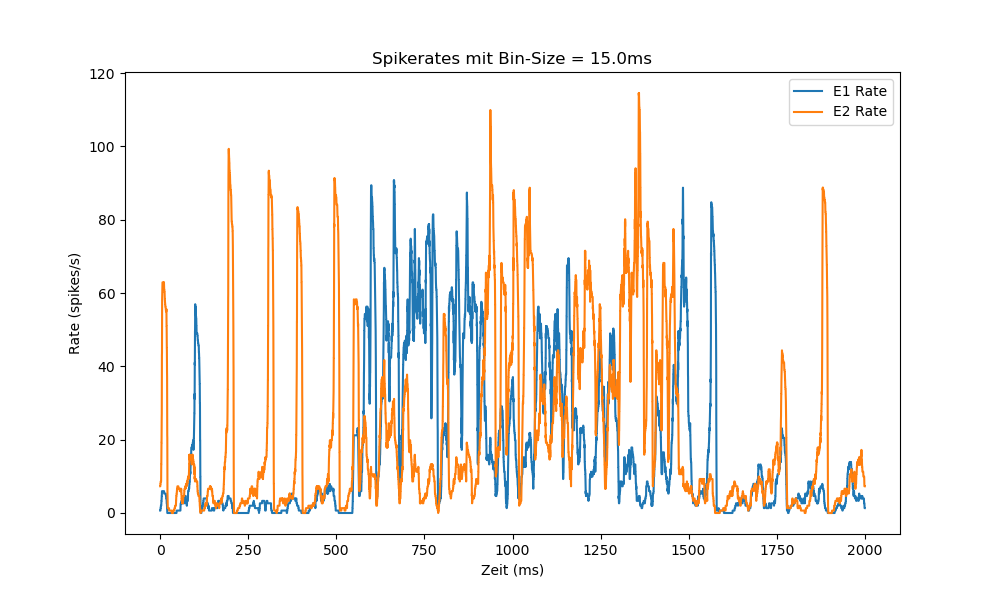 Spikerates mit Bin-Size = 15.0ms
120
100
80
60
40
20
0
Rate (spikes/s)
E1 Rate
E2 Rate
0 250 500 750 1000 1250 1500 1750 2000
Zeit (ms)